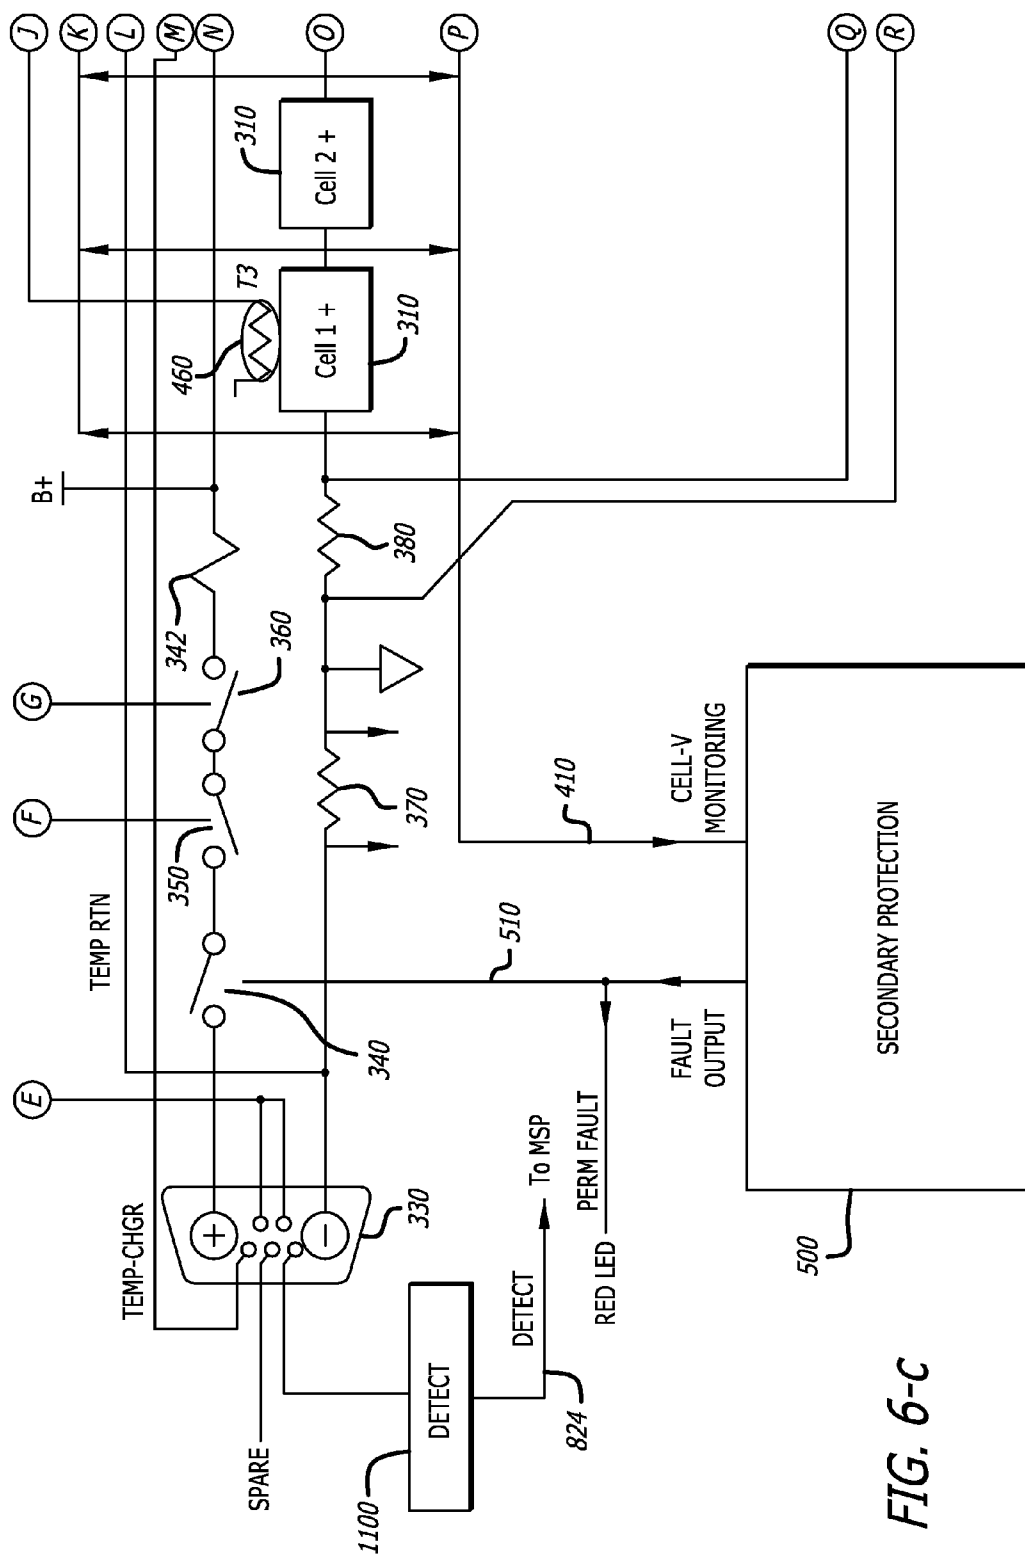 J
K
L
M
N
O
P
Q
R
310
Cell 2 +
T3
460
Cell 1 +
310
B+
342
360
380
G
F
350
370
TEMP RTN
410
CELL-V
MONITORING
510
340
FAULT
OUTPUT
SECONDARY PROTECTION
500
E
TEMP-CHGR
+
-
330
To MSP
DETECT
824
PERM FAULT
RED LED
SPARE
DETECT
1100
FIG. 6-C